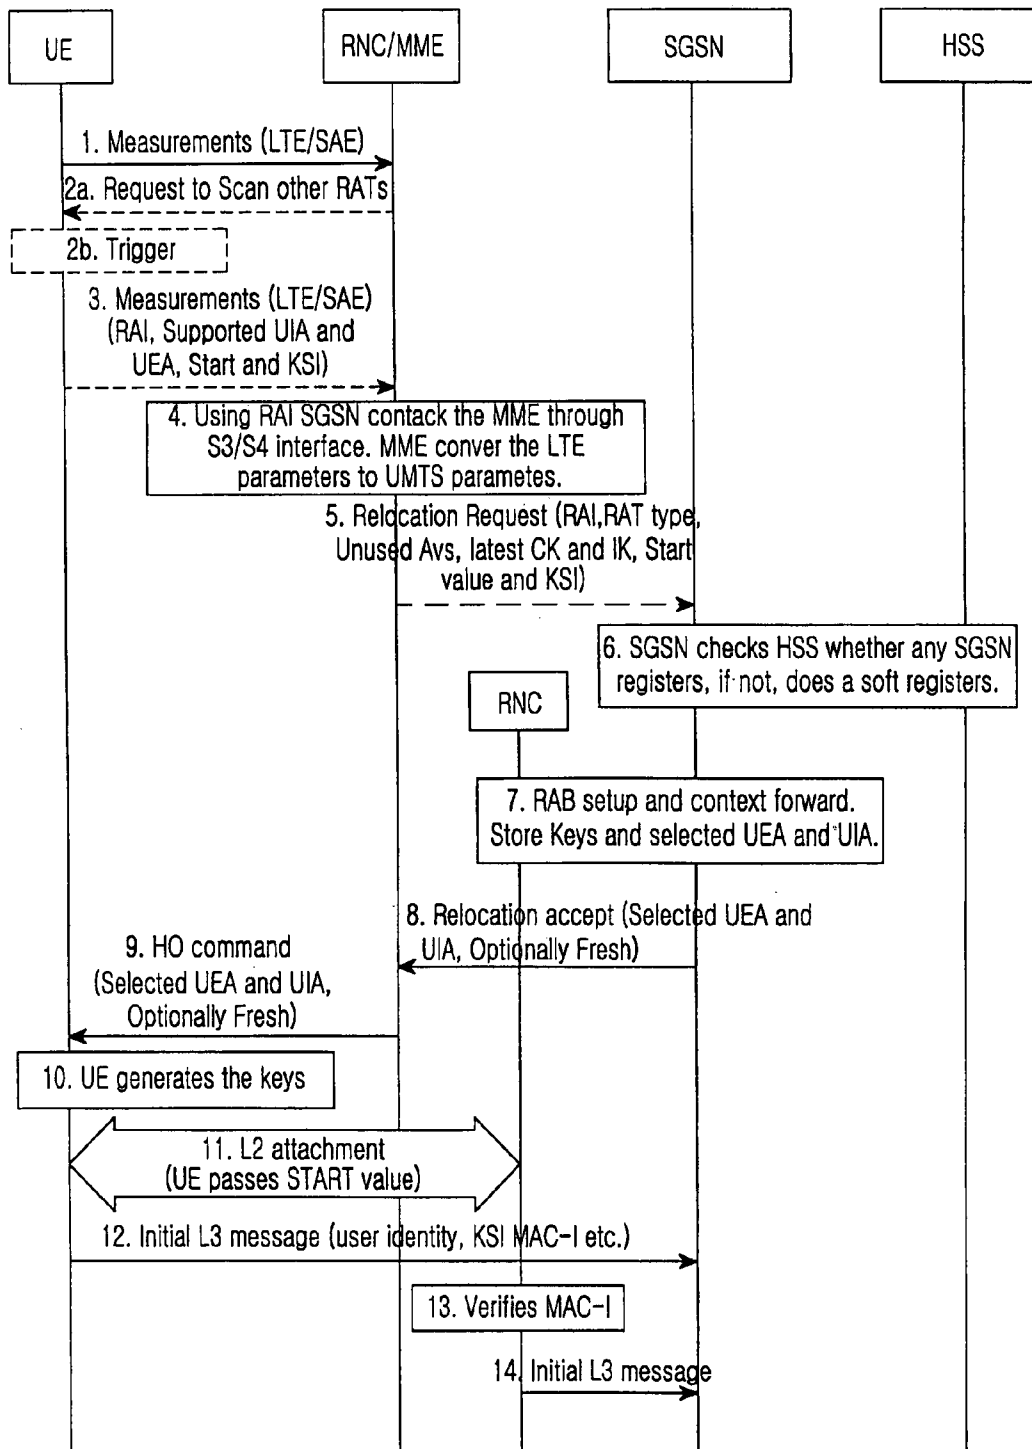 UE
RNC/MME
SGSN
HSS
1. Measurements (LTE/SAE)
2a. Request to Scan other RATs
2b. Trigger
3. Measurements (LTE/SAE)
(RAI, Supported UIA and
UEA, Start and KSI)
4. Using RAI SGSN contack the MME through
S3/S4 interface. MME conver the LTE
parameters to UMTS parametes.
5. Relocation Request (RAI,RAT type,
Unused Avs, latest CK and IK, Start
value and KSI)
6. SGSN checks HSS whether any SGSN
registers, if not, does a soft registers.
RNC
7. RAB setup and context forward.
Store Keys and selected UEA and UIA.
8. Relocation accept (Selected UEA and
UIA, Optionally Fresh)
9. HO command
(Selected UEA and UIA,
Optionally Fresh)
10. UE generates the keys
11. L2 attachment
(UE passes START value)
12. Initial L3 message (user identity, KSI MAC-I etc.)
13. Verifies MAC-I
14. Initial L3 message